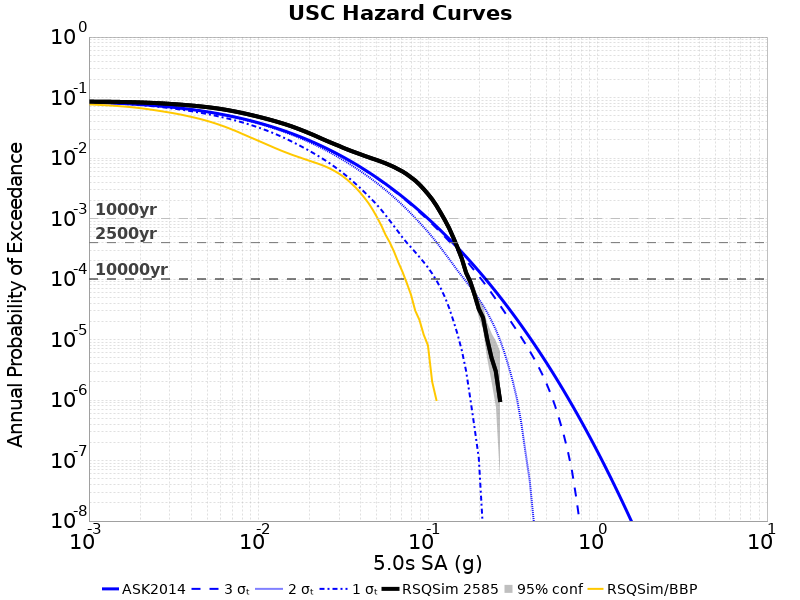 USC Hazard Curves
Annual Probability of Exceedance
10^0
10^-1
10^-2
10^-3
10^-4
10^-5
10^-6
10^-7
10^-8
1000yr
2500yr
10000yr
10^-3 10^-2 10^-1 10^0 10^1
5.0s SA (g)
ASK2014 3 σₜ 2 σₜ 1 σₜ RSQSim 2585 95% conf RSQSim/BBP